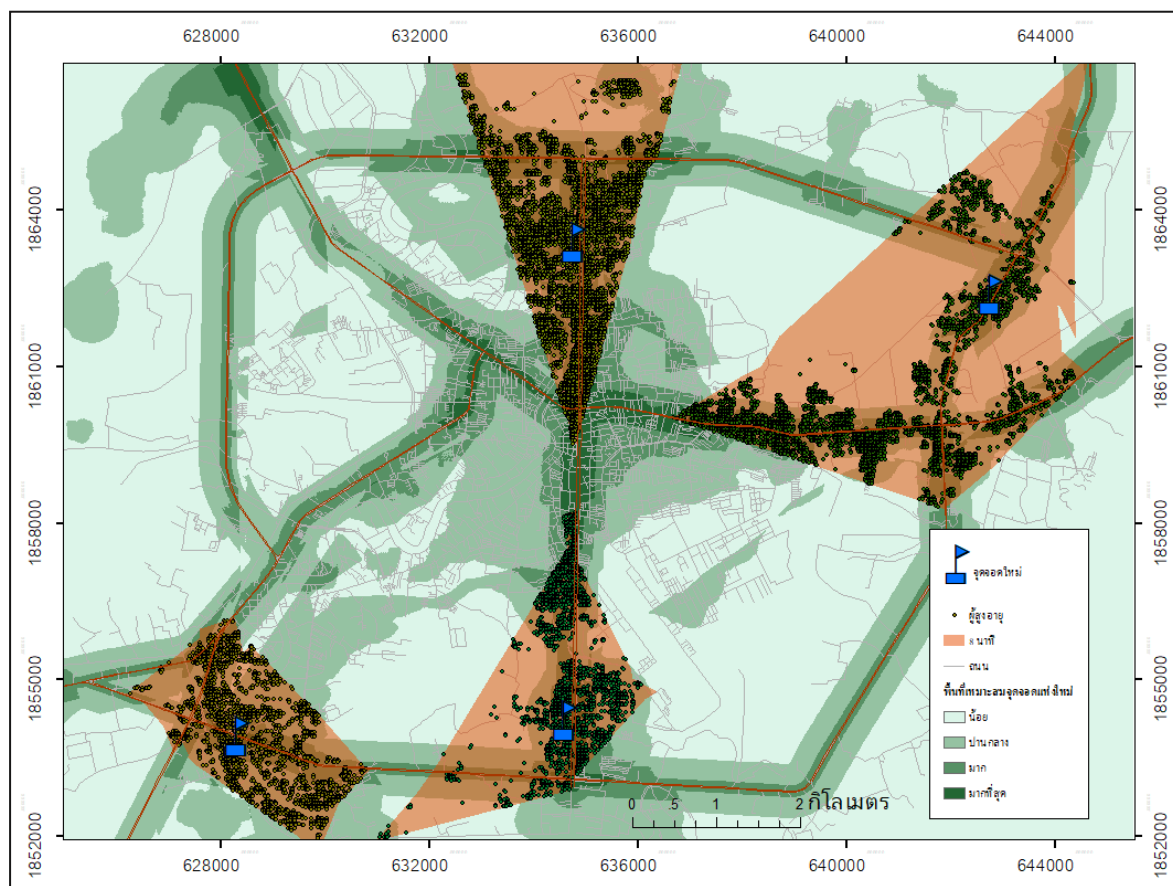 628000 632000 636000 640000 644000
1864000 1864000
1861000 1861000
1858000 1858000
1855000 1855000
1852000 1852000
จุดจอดใหม่
ผู้สูงอายุ
8 นาที
ถนน
พื้นที่เหมาะสมจุดจอดแห่งใหม่
น้อย
ปานกลาง
มาก
มากที่สุด
0 .5 1 2 กิโลเมตร
628000 632000 636000 640000 644000